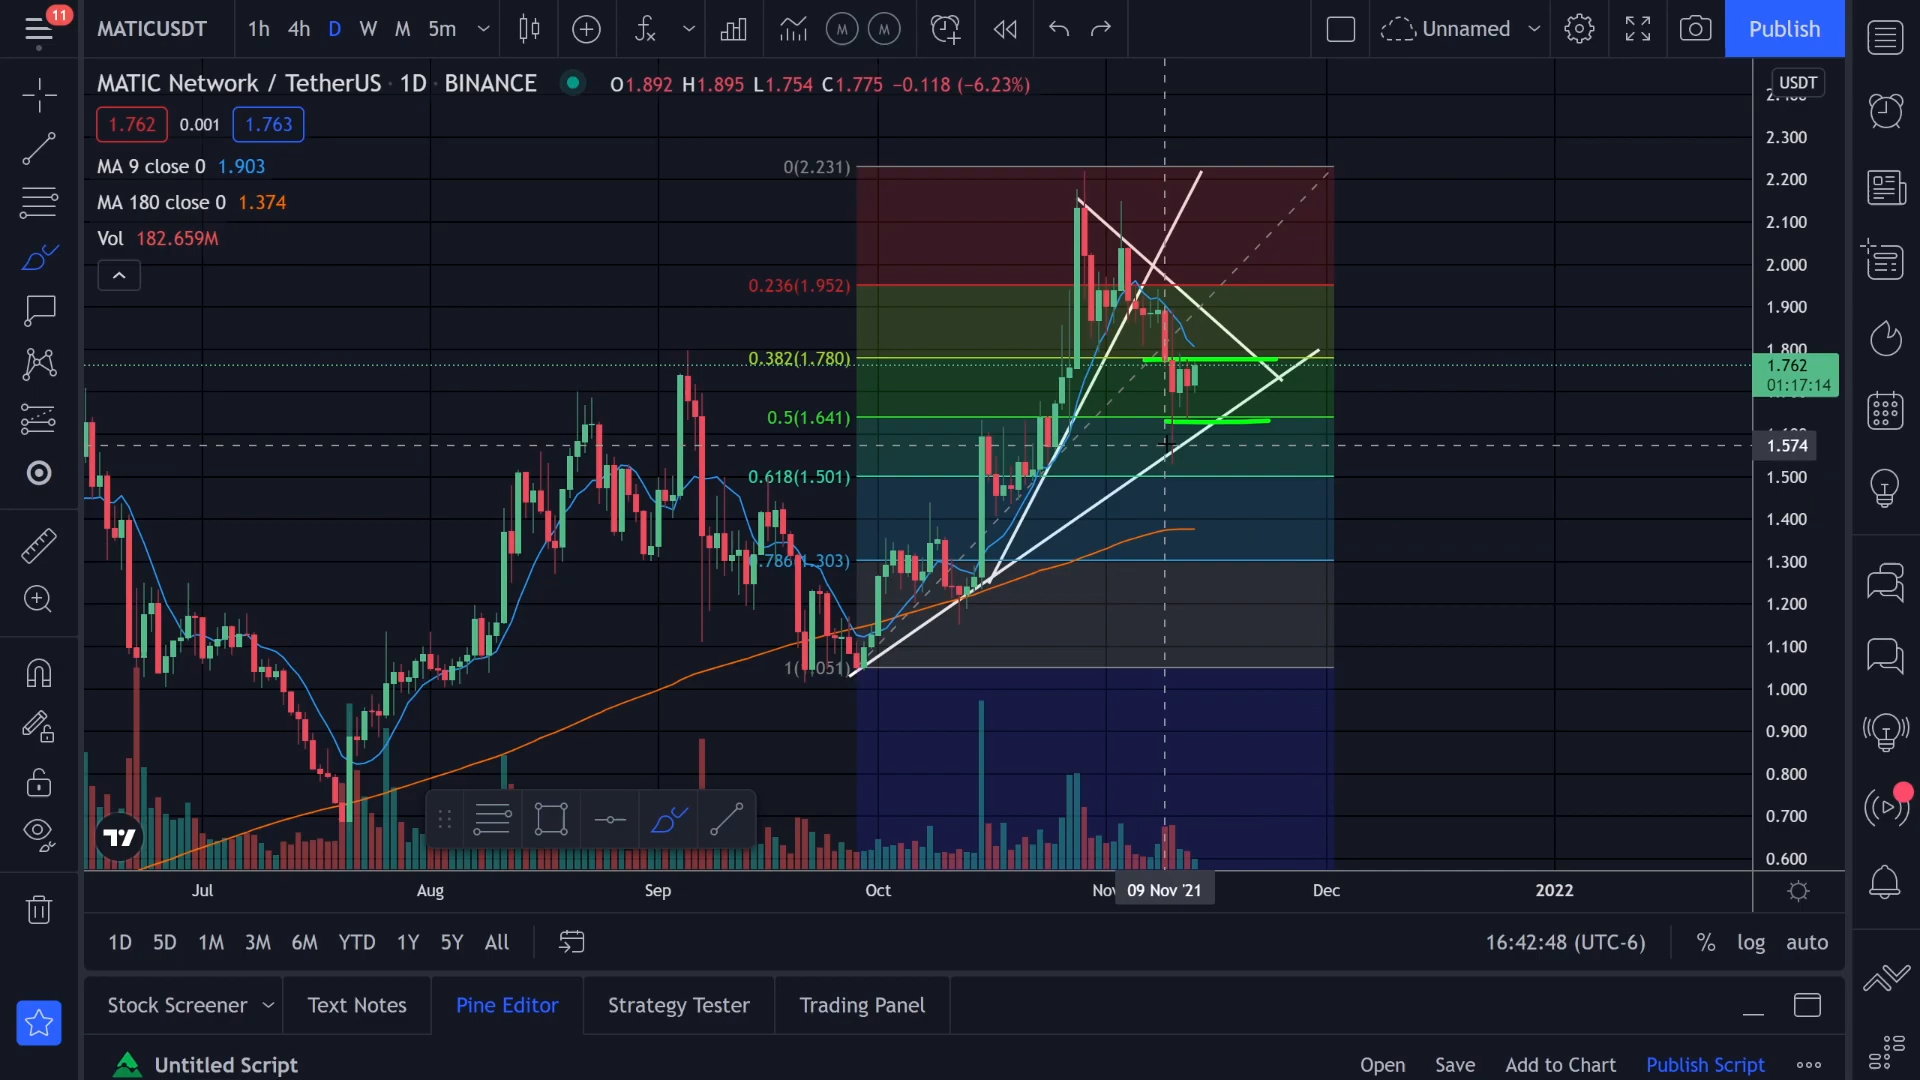 11
MATICUSDT
1h 4h D W M 5m
M M
Unnamed
Publish
MATIC Network / TetherUS · 1D · BINANCE
O1.892 H1.895 L1.754 C1.775 −0.118 (−6.23%)
USDT
1.762 0.001 1.763
MA 9 close 0 1.903
MA 180 close 0 1.374
Vol 182.659M
0(2.231)
0.236(1.952)
0.382(1.780)
0.5(1.641)
0.618(1.501)
2.300
2.200
2.100
2.000
1.900
1.800
1.762
01:17:14
1.574
1.500
1.400
1.300
1.200
1.100
1.000
0.900
0.800
0.700
0.600
Jul Aug Sep Oct 09 Nov '21 Dec 2022
1D 5D 1M 3M 6M YTD 1Y 5Y All
16:42:48 (UTC-6) % log auto
Stock Screener Text Notes Pine Editor Strategy Tester Trading Panel
Untitled Script
Open Save Add to Chart Publish Script